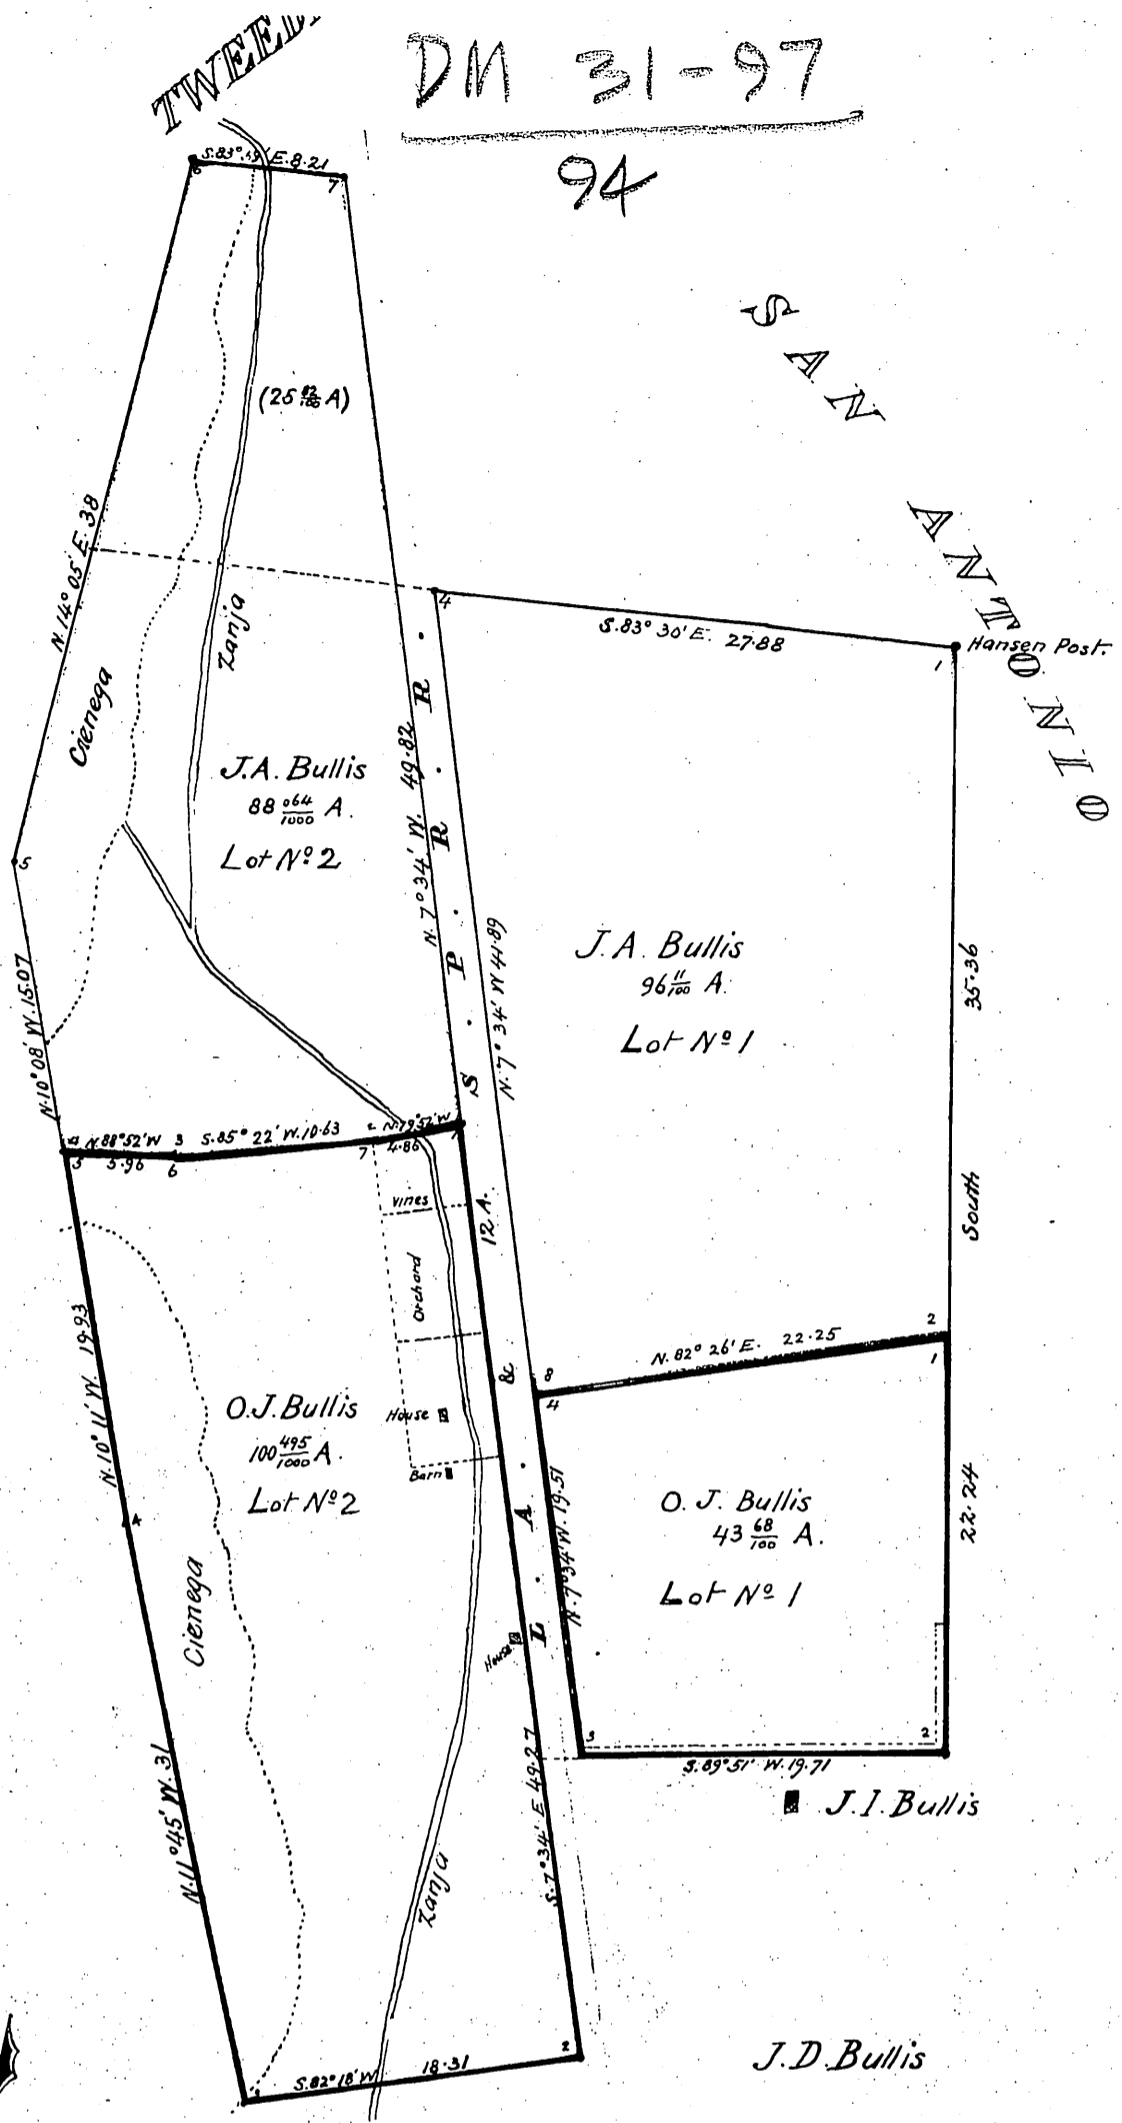 DM 31-97
94
S.83°.19' E.8.21
6
7
SAN ANTONIO
(25 82/100 A)
N.14° 05' E. 38
4
S.83° 30' E. 27.88
1
Hansen Post.
Zanja
Cienega
J.A. Bullis
88 064/1000 A.
Lot Nº 2
N. 7° 34' W. 49.82
L. A. & S. P. R. R.
N. 7° 34' W 41.89
J.A. Bullis
96 11/100 A.
Lot Nº 1
35.36
South
5
N.10° 08' W. 15.07
4
N.88° 52' W
5.96
3
S.85° 22' W. 10.63
2
N.79° 52' W
4.86
1
5
6
7
Vines
12 A.
Orchard
House
Barn
2
N. 82° 26' E. 22.25
8
1
4
N. 10° 11' W. 19.93
O.J. Bullis
100 495/1000 A.
Lot Nº 2
4
Cienega
N. 7° 34' W. 19.51
O. J. Bullis
43 68/100 A.
Lot Nº 1
22.24
House
3
2
S.89° 51' W. 19.71
J.I. Bullis
N. 11° 45' W. 31
S. 7° 34' E 49.27
Zanja
2
S.82° 18' W 18.31
J.D. Bullis